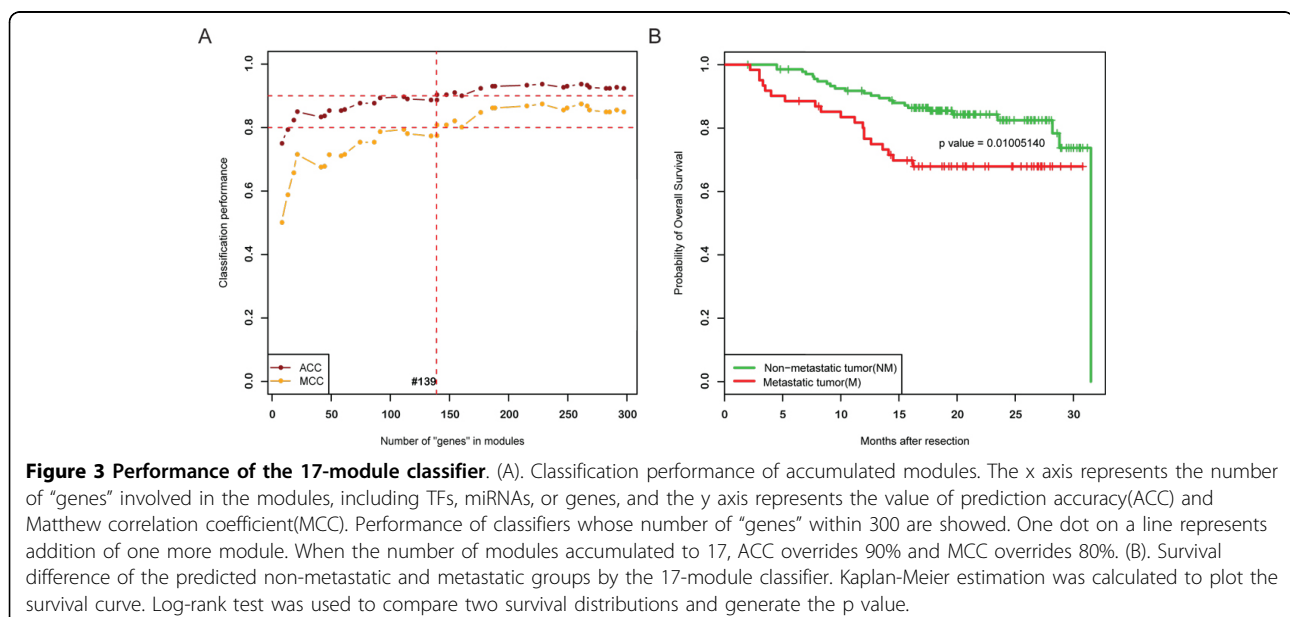 A
B
Classification performance
0.0
0.2
0.4
0.6
0.8
1.0
ACC
MCC
#139
0 50 100 150 200 250 300
Number of "genes" in modules
Probability of Overall Survival
0.0
0.2
0.4
0.6
0.8
1.0
p value = 0.01005140
Non−metastatic tumor(NM)
Metastatic tumor(M)
0 5 10 15 20 25 30
Months after resection
Figure 3 Performance of the 17-module classifier. (A). Classification performance of accumulated modules. The x axis represents the number
of “genes” involved in the modules, including TFs, miRNAs, or genes, and the y axis represents the value of prediction accuracy(ACC) and
Matthew correlation coefficient(MCC). Performance of classifiers whose number of “genes” within 300 are showed. One dot on a line represents
addition of one more module. When the number of modules accumulated to 17, ACC overrides 90% and MCC overrides 80%. (B). Survival
difference of the predicted non-metastatic and metastatic groups by the 17-module classifier. Kaplan-Meier estimation was calculated to plot the
survival curve. Log-rank test was used to compare two survival distributions and generate the p value.